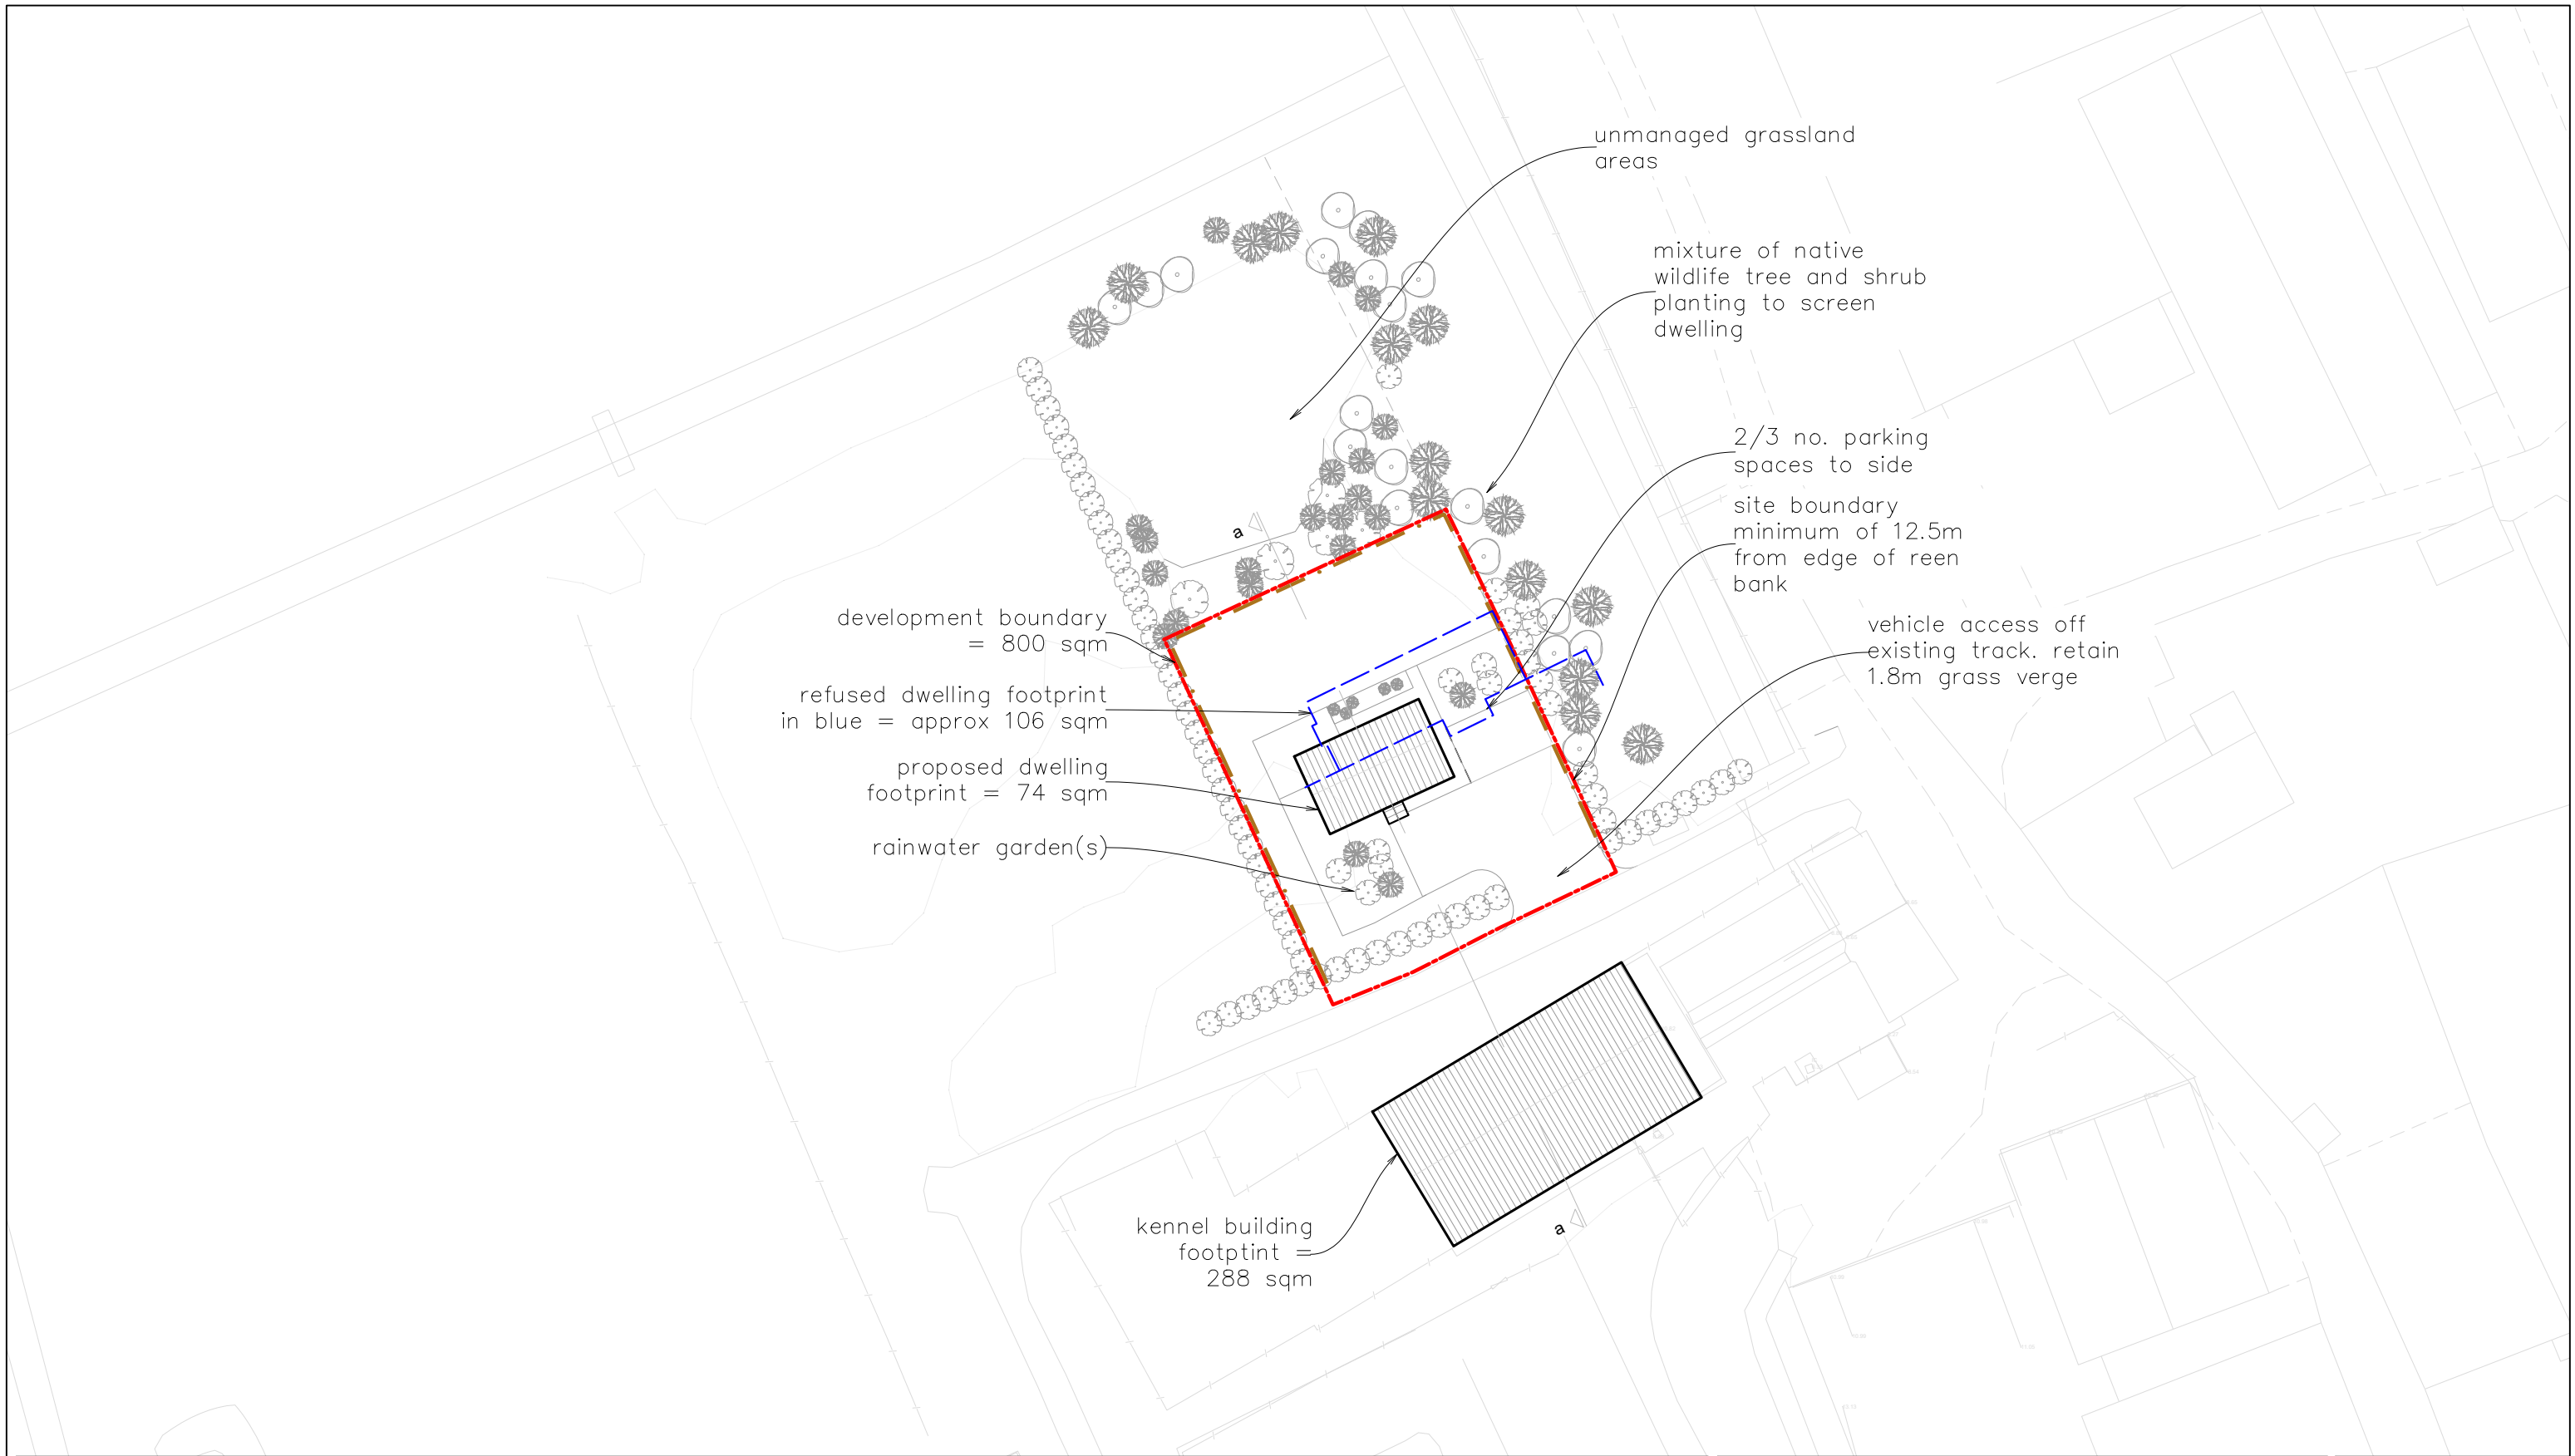 unmanaged grassland
areas
mixture of native
wildlife tree and shrub
planting to screen
dwelling
2/3 no. parking
spaces to side
site boundary
minimum of 12.5m
from edge of reen
bank
vehicle access off
existing track. retain
1.8m grass verge
a
development boundary
= 800 sqm
refused dwelling footprint
in blue = approx 106 sqm
proposed dwelling
footprint = 74 sqm
rainwater garden(s)
kennel building
footptint =
288 sqm
a